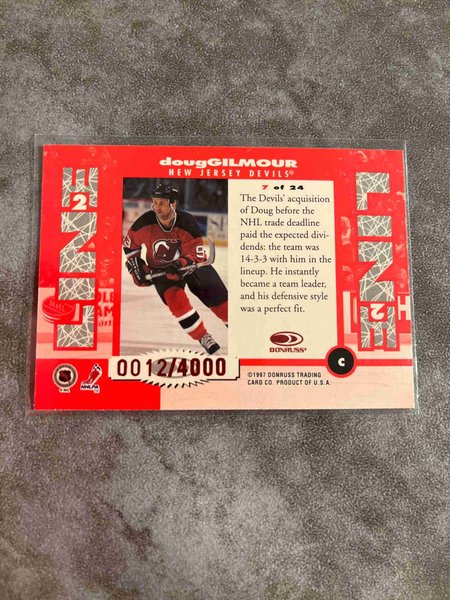 dougGILMOUR
NEW JERSEY DEVILS®
7 of 24
The Devils' acquisition
of Doug before the
NHL trade deadline
paid the expected divi-
dends: the team was
14-3-3 with him in the
lineup. He instantly
became a team leader,
and his defensive style
was a perfect fit.
DONRUSS®
0012/4000
C
©1997 DONRUSS TRADING
CARD CO. PRODUCT OF U.S.A.
NHLPA
LINE 2
LINE 2